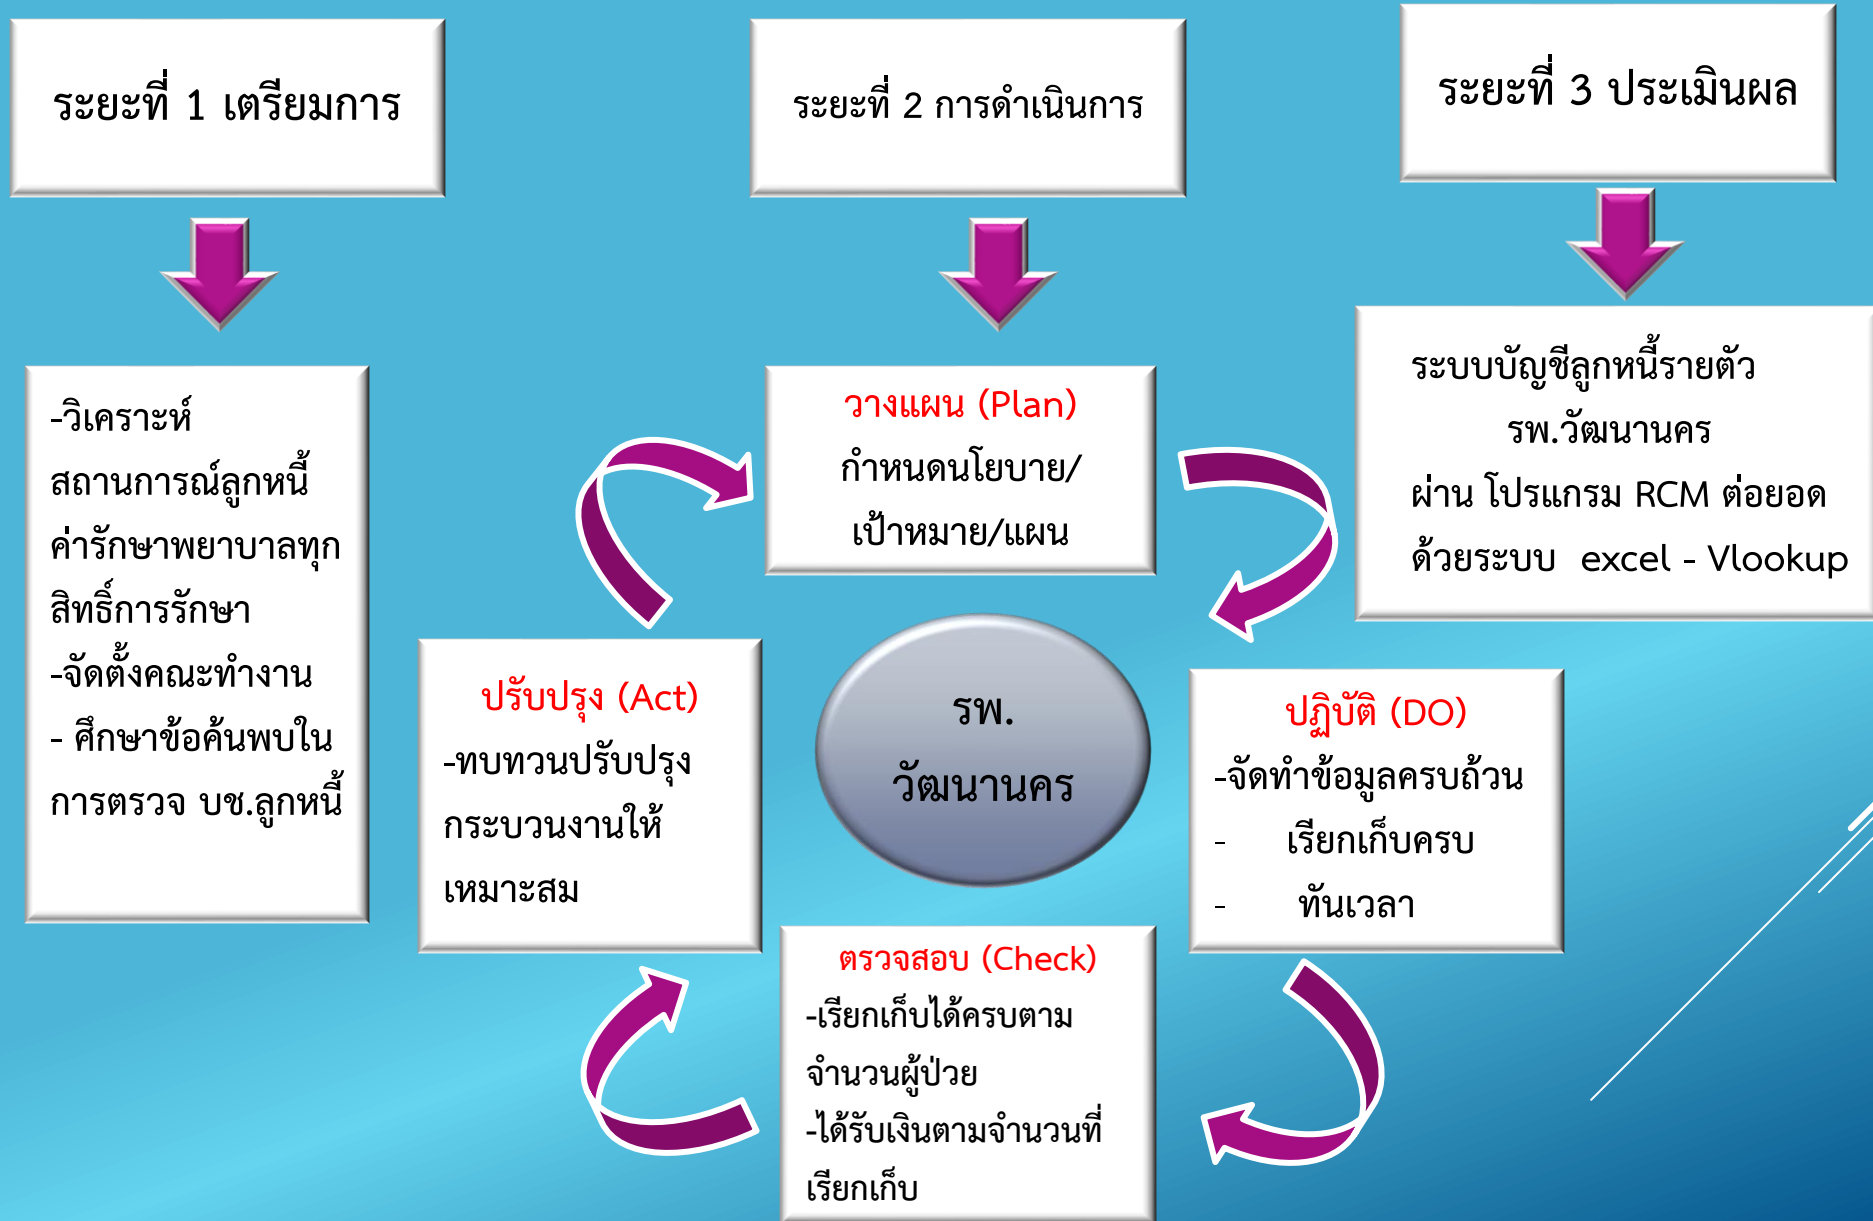 ระยะที่ 1 เตรียมการ
ระยะที่ 2 การดำเนินการ
ระยะที่ 3 ประเมินผล
-วิเคราะห์
สถานการณ์ลูกหนี้
ค่ารักษาพยาบาลทุก
สิทธิ์การรักษา
-จัดตั้งคณะทำงาน
- ศึกษาข้อค้นพบใน
การตรวจ บช.ลูกหนี้
วางแผน (Plan)
กำหนดนโยบาย/
เป้าหมาย/แผน
ระบบบัญชีลูกหนี้รายตัว
รพ.วัฒนานคร
ผ่าน โปรแกรม RCM ต่อยอด
ด้วยระบบ excel - Vlookup
ปรับปรุง (Act)
-ทบทวนปรับปรุง
กระบวนงานให้
เหมาะสม
รพ.
วัฒนานคร
ปฏิบัติ (DO)
-จัดทำข้อมูลครบถ้วน
- เรียกเก็บครบ
- ทันเวลา
ตรวจสอบ (Check)
-เรียกเก็บได้ครบตาม
จำนวนผู้ป่วย
-ได้รับเงินตามจำนวนที่
เรียกเก็บ